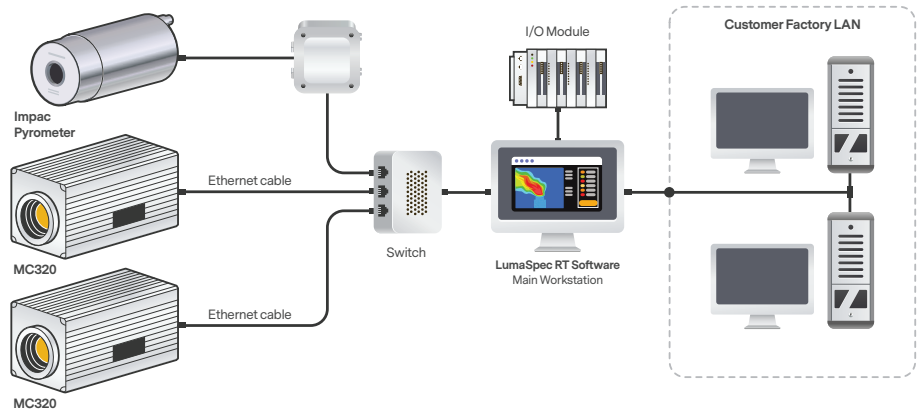 Customer Factory LAN
I/O Module
Impac
Pyrometer
Ethernet cable
MC320
Switch
LumaSpec RT Software
Main Workstation
Ethernet cable
MC320